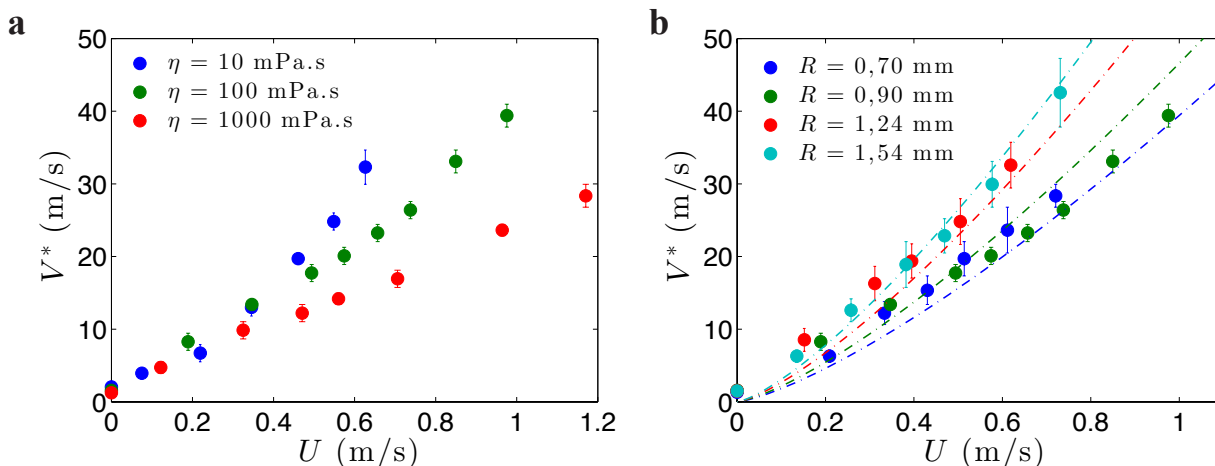 a
50
40
30
20
10
0
V* (m/s)
η = 10 mPa.s
η = 100 mPa.s
η = 1000 mPa.s
0 0.2 0.4 0.6 0.8 1 1.2
U (m/s)
b
50
40
30
20
10
0
V* (m/s)
R = 0,70 mm
R = 0,90 mm
R = 1,24 mm
R = 1,54 mm
0 0.2 0.4 0.6 0.8 1
U (m/s)